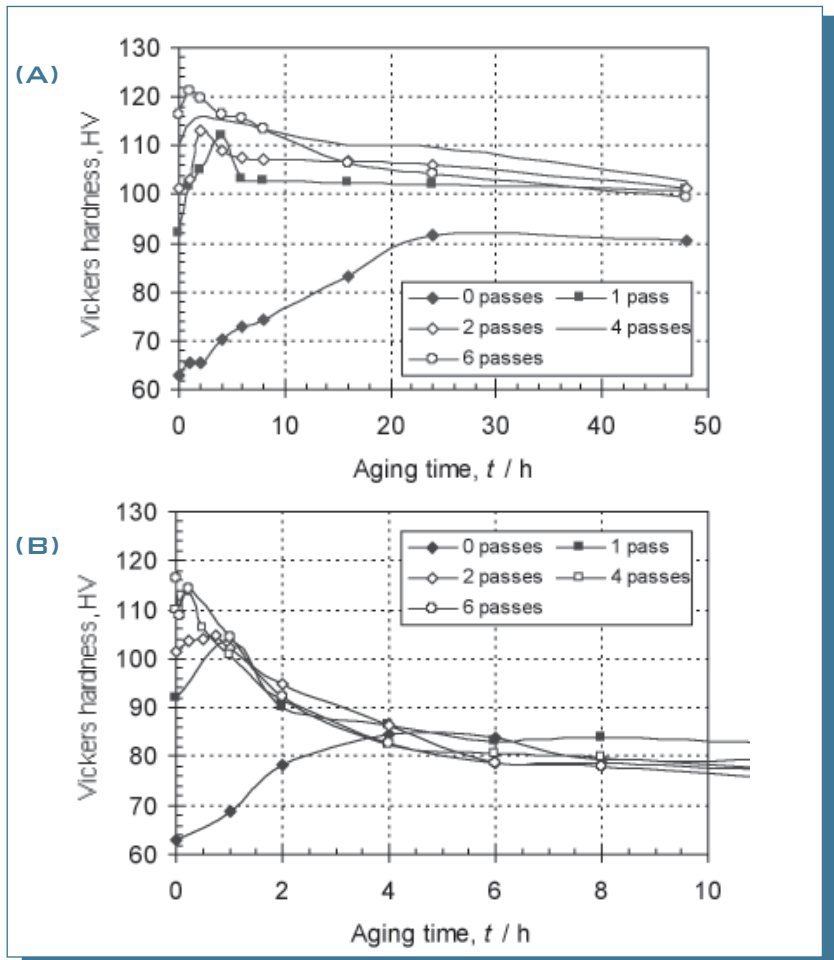 (A)
130
120
110
100
90
80
70
60
Vickers hardness, HV
0 passes
1 pass
2 passes
4 passes
6 passes
0 10 20 30 40 50
Aging time, t / h
(B)
130
120
110
100
90
80
70
60
Vickers hardness, HV
0 passes
1 pass
2 passes
4 passes
6 passes
0 2 4 6 8 10
Aging time, t / h